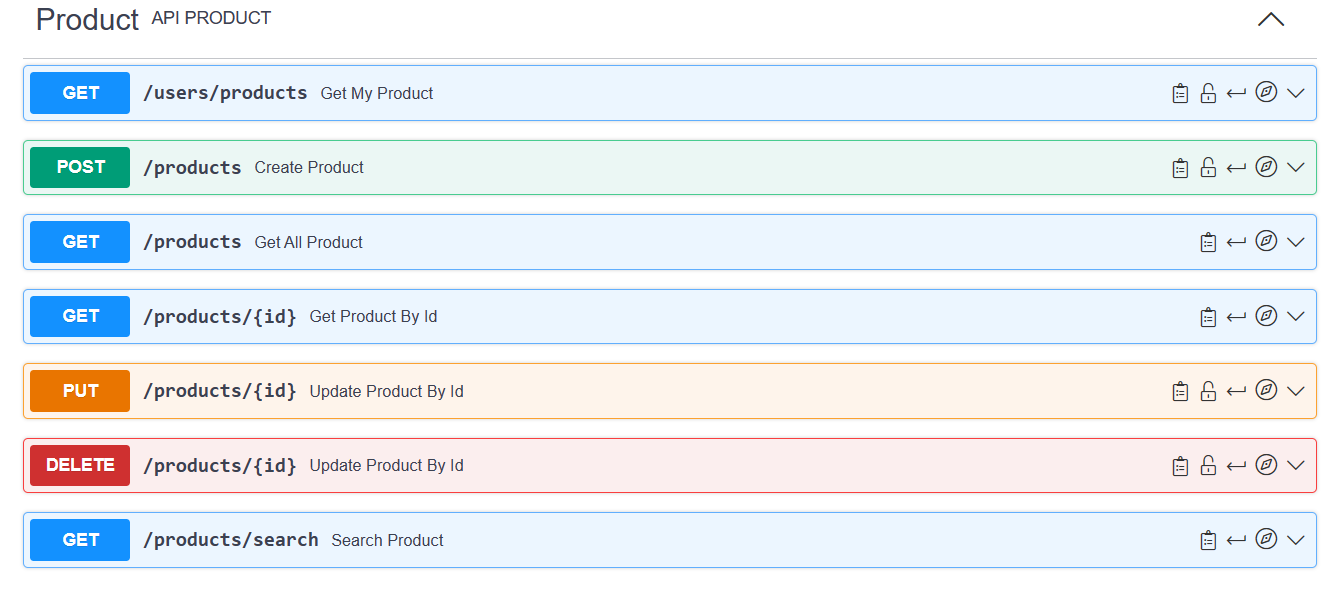 Product API PRODUCT
GET /users/products Get My Product
POST /products Create Product
GET /products Get All Product
GET /products/{id} Get Product By Id
PUT /products/{id} Update Product By Id
DELETE /products/{id} Update Product By Id
GET /products/search Search Product